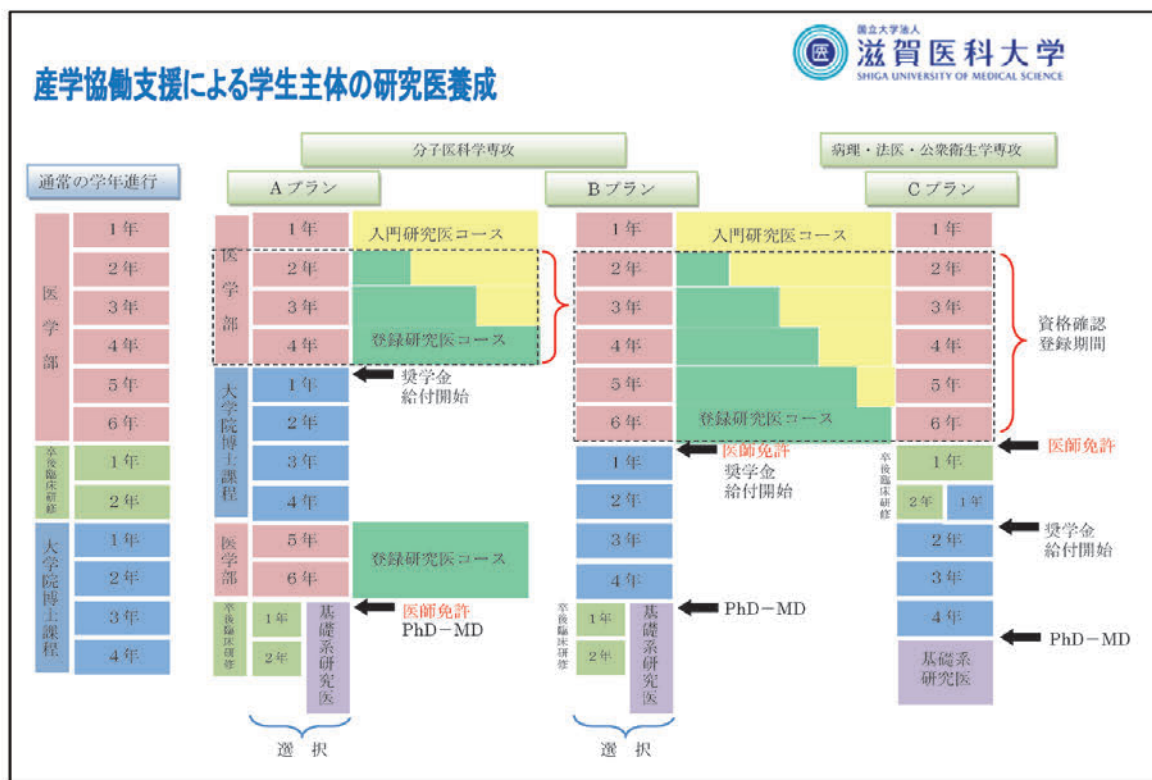 国立大学法人
滋賀医科大学
SHIGA UNIVERSITY OF MEDICAL SCIENCE
医
産学協働支援による学生主体の研究医養成
分子医科学専攻
病理・法医・公衆衛生学専攻
通常の学年進行
Aプラン
Bプラン
Cプラン
医学部
1年
2年
3年
4年
5年
6年
卒後臨床研修
1年
2年
大学院博士課程
1年
2年
3年
4年
医学部
1年
2年
3年
4年
入門研究医コース
登録研究医コース
大学院博士課程
1年
2年
3年
4年
奨学金
給付開始
医学部
5年
6年
登録研究医コース
卒後臨床研修
1年
2年
基礎系研究医
医師免許
PhD−MD
選択
1年
2年
3年
4年
5年
6年
入門研究医コース
登録研究医コース
1年
2年
3年
4年
医師免許
奨学金
給付開始
卒後臨床研修
1年
2年
基礎系研究医
PhD−MD
選択
1年
2年
3年
4年
5年
6年
資格確認
登録期間
医師免許
卒後臨床研修
1年
2年
1年
2年
3年
4年
奨学金
給付開始
PhD−MD
基礎系
研究医